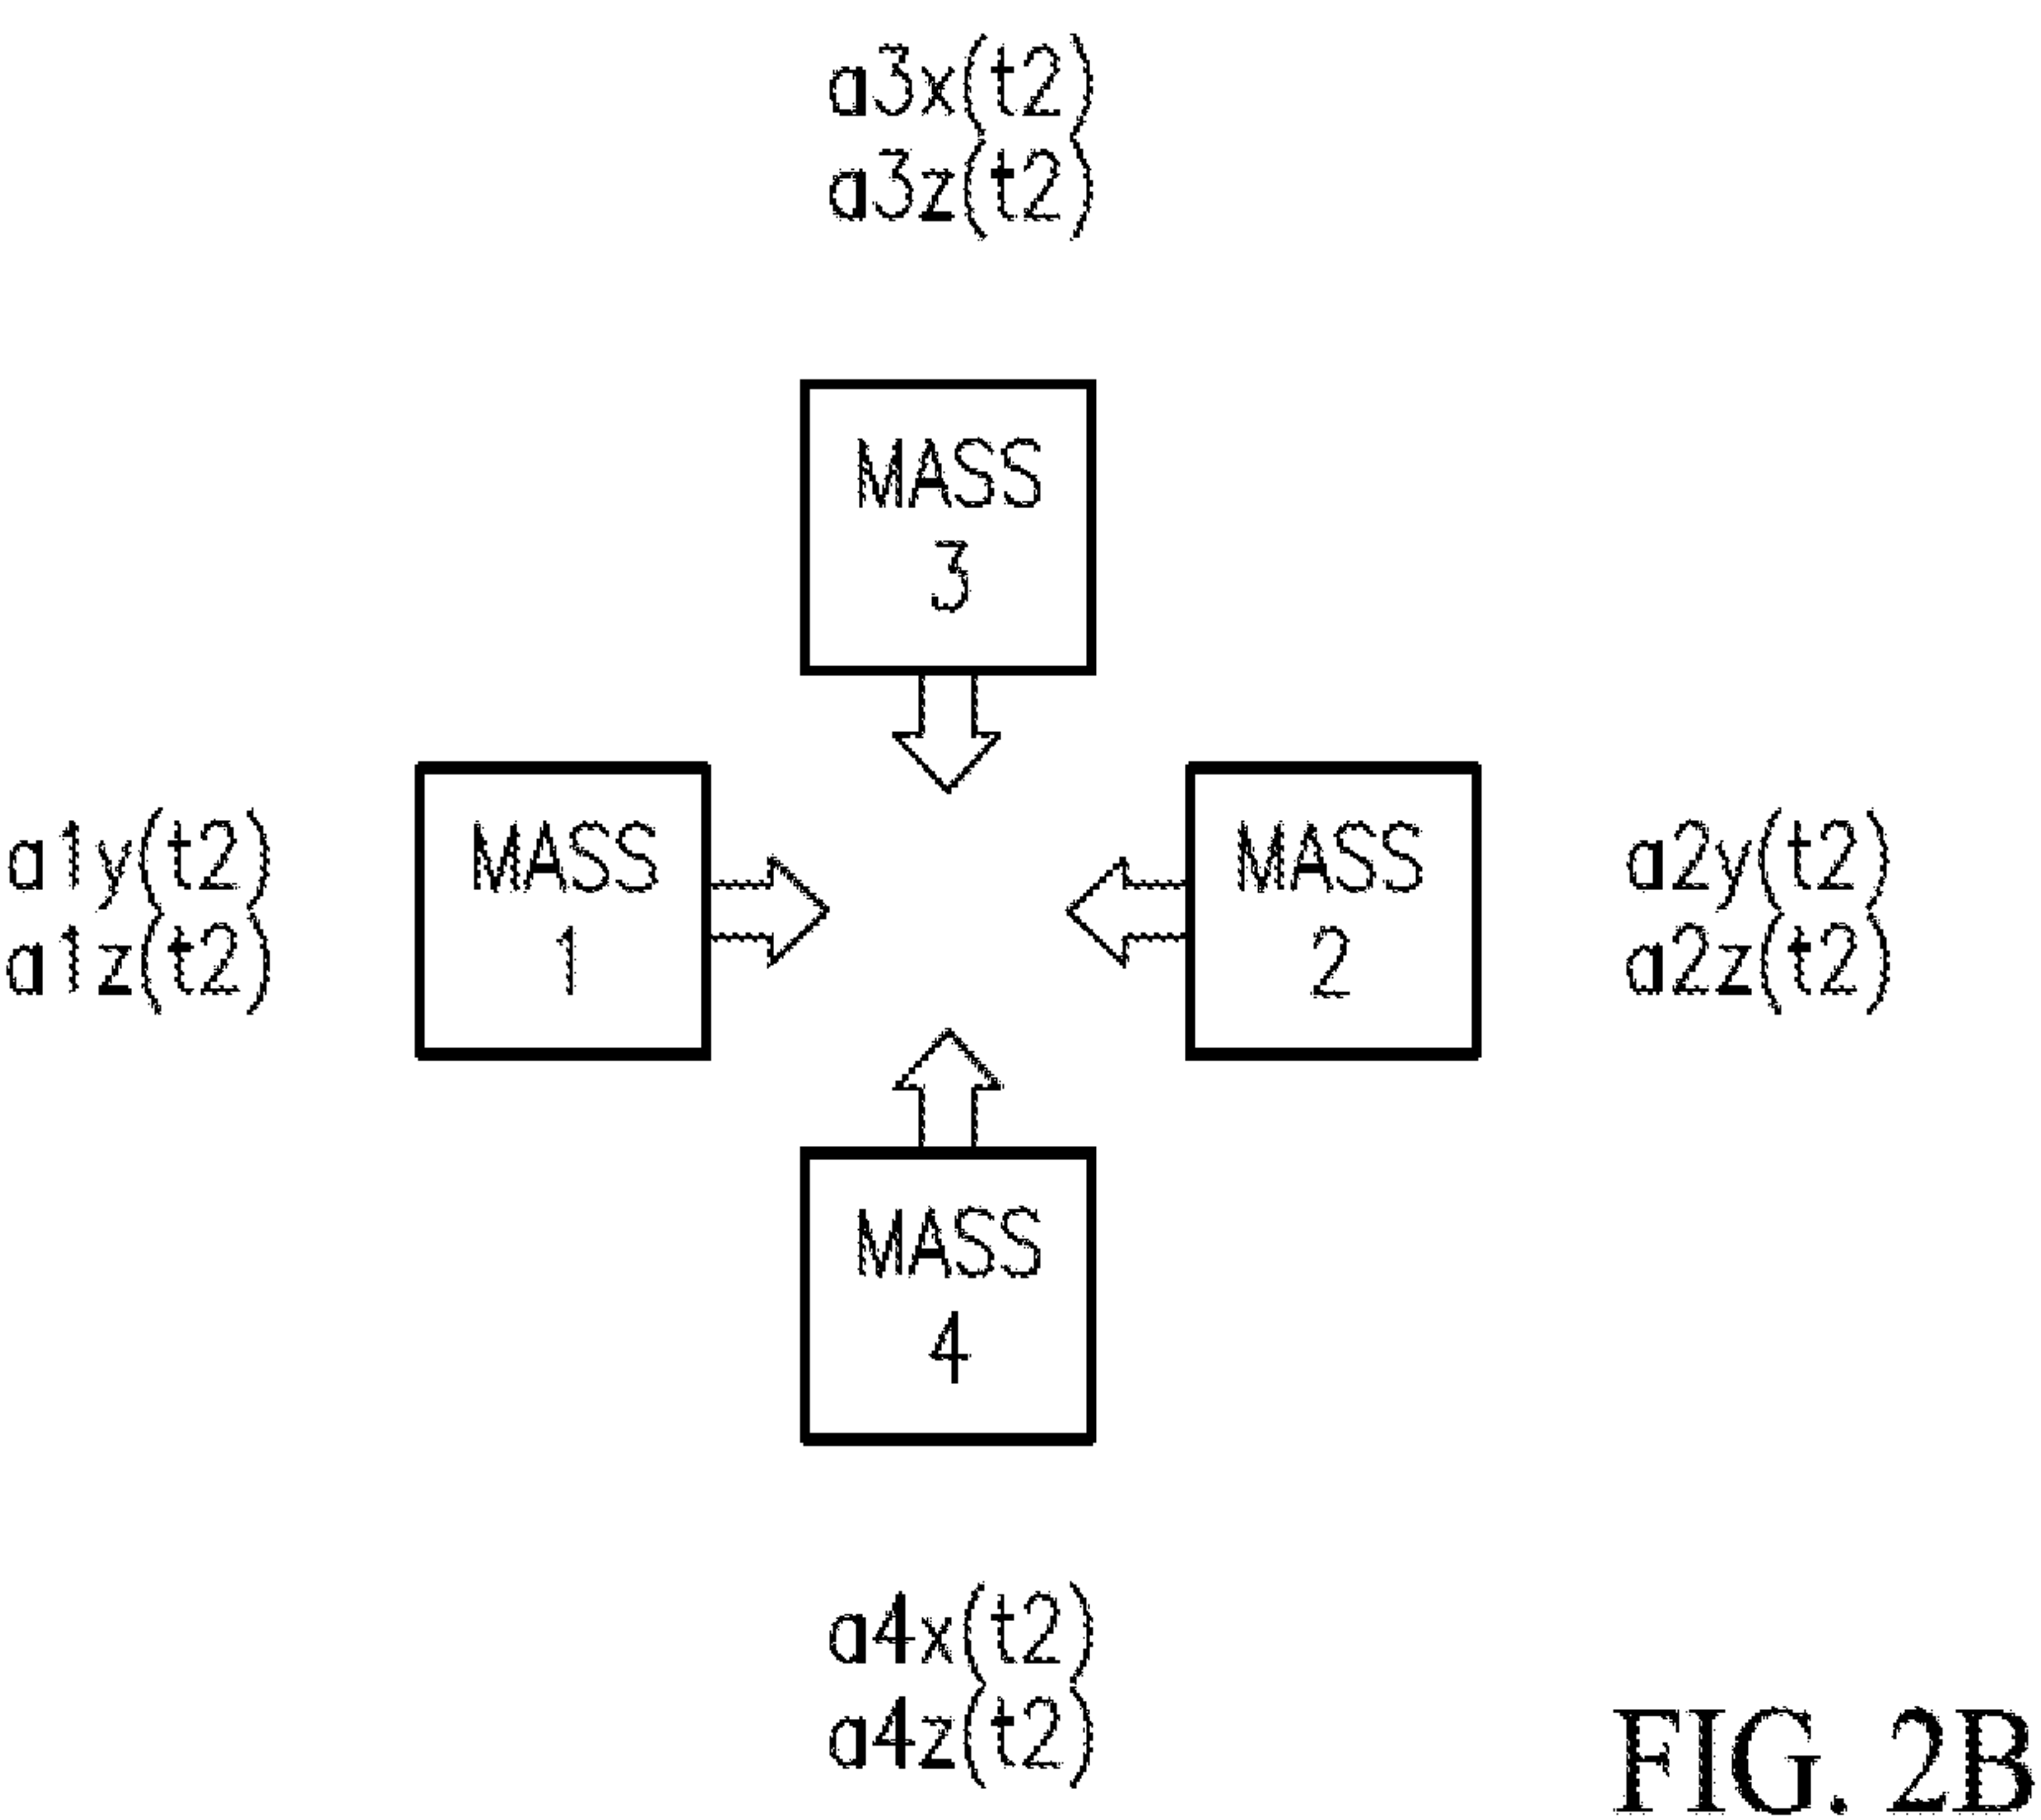 a3x(t2)
a3z(t2)
MASS
3
a1y(t2)
a1z(t2)
MASS
1
MASS
2
a2y(t2)
a2z(t2)
MASS
4
a4x(t2)
a4z(t2)
FIG. 2B